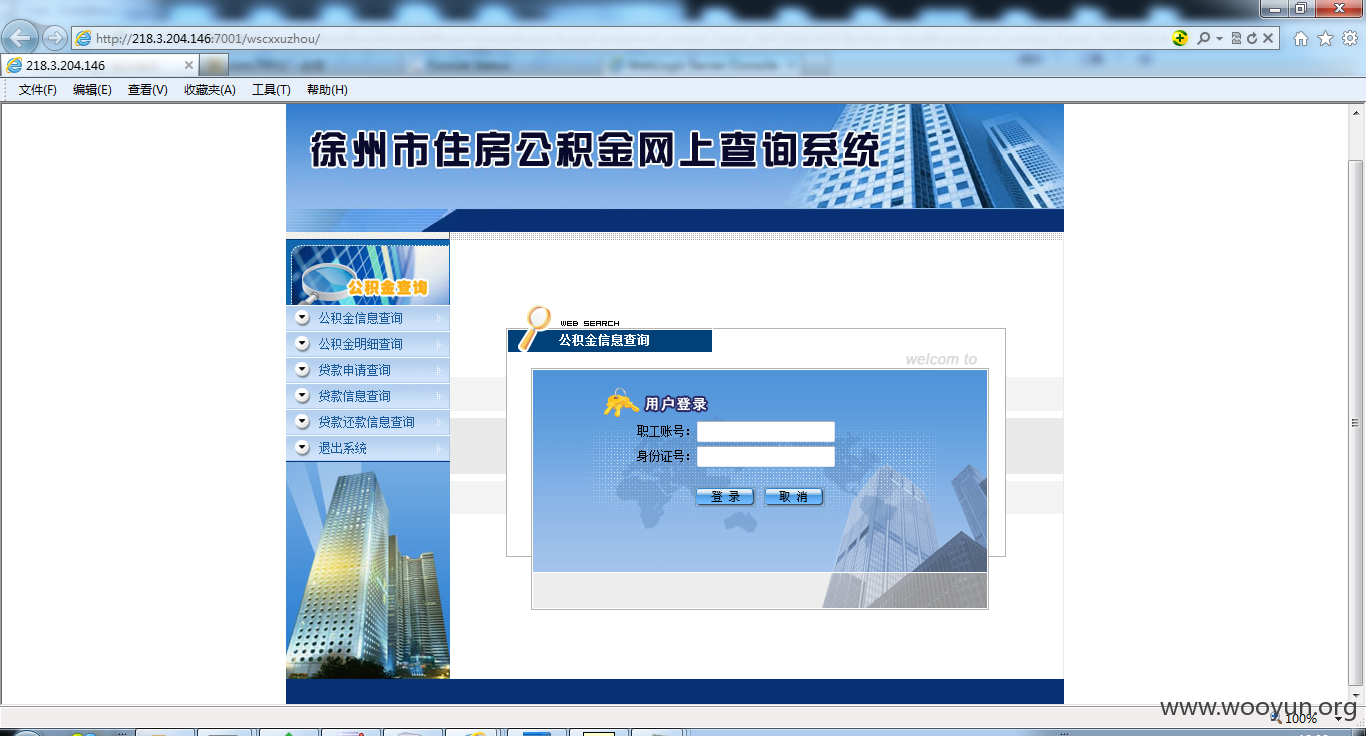 http://218.3.204.146:7001/wscxxuzhou/
218.3.204.146
文件(F) 编辑(E) 查看(V) 收藏夹(A) 工具(T) 帮助(H)
徐州市住房公积金网上查询系统
公积金查询
公积金信息查询
公积金明细查询
贷款申请查询
贷款信息查询
贷款还款信息查询
退出系统
WEB SEARCH
公积金信息查询
welcom to
用户登录
职工账号：
身份证号：
登 录 取 消
www.wooyun.org
100%